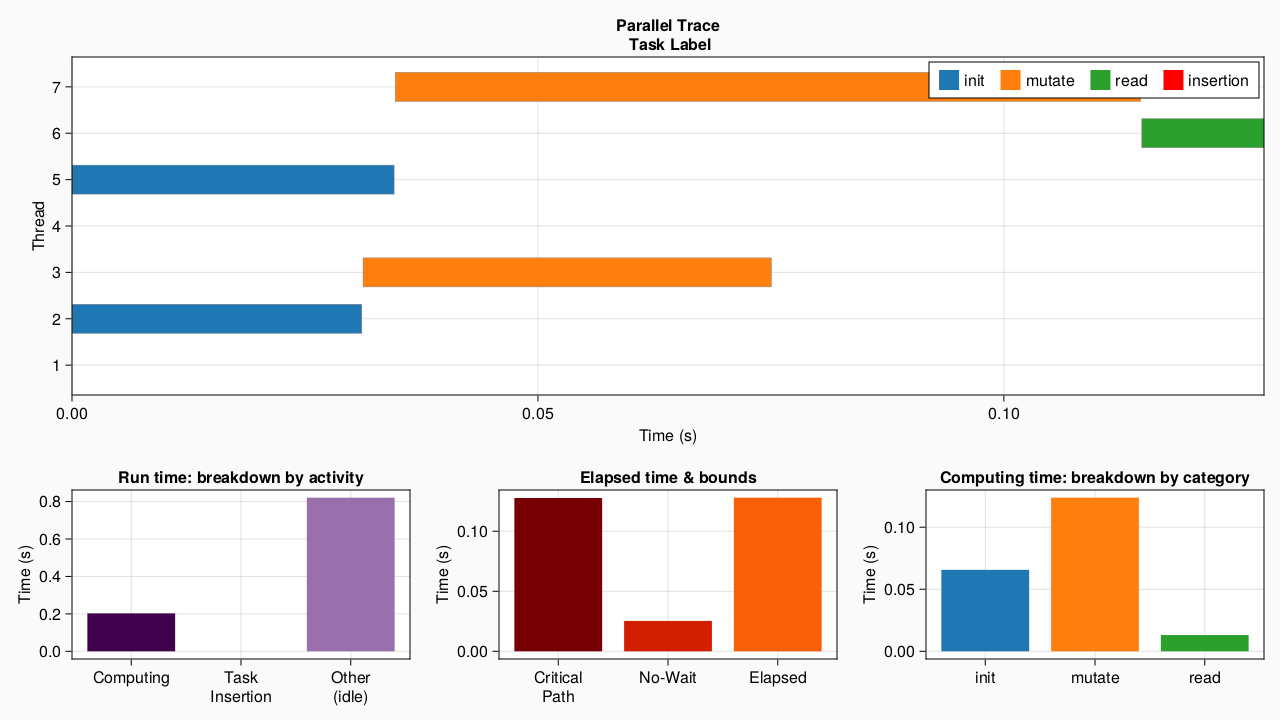 Parallel Trace
Task Label
init mutate read insertion
7
6
5
4
3
2
1
Thread
0.00 0.05 0.10
Time (s)
Run time: breakdown by activity
0.8
0.6
0.4
0.2
0.0
Time (s)
Computing Task Other
Insertion (idle)
Elapsed time & bounds
0.10
0.05
0.00
Time (s)
Critical No-Wait Elapsed
Path
Computing time: breakdown by category
0.10
0.05
0.00
Time (s)
init mutate read